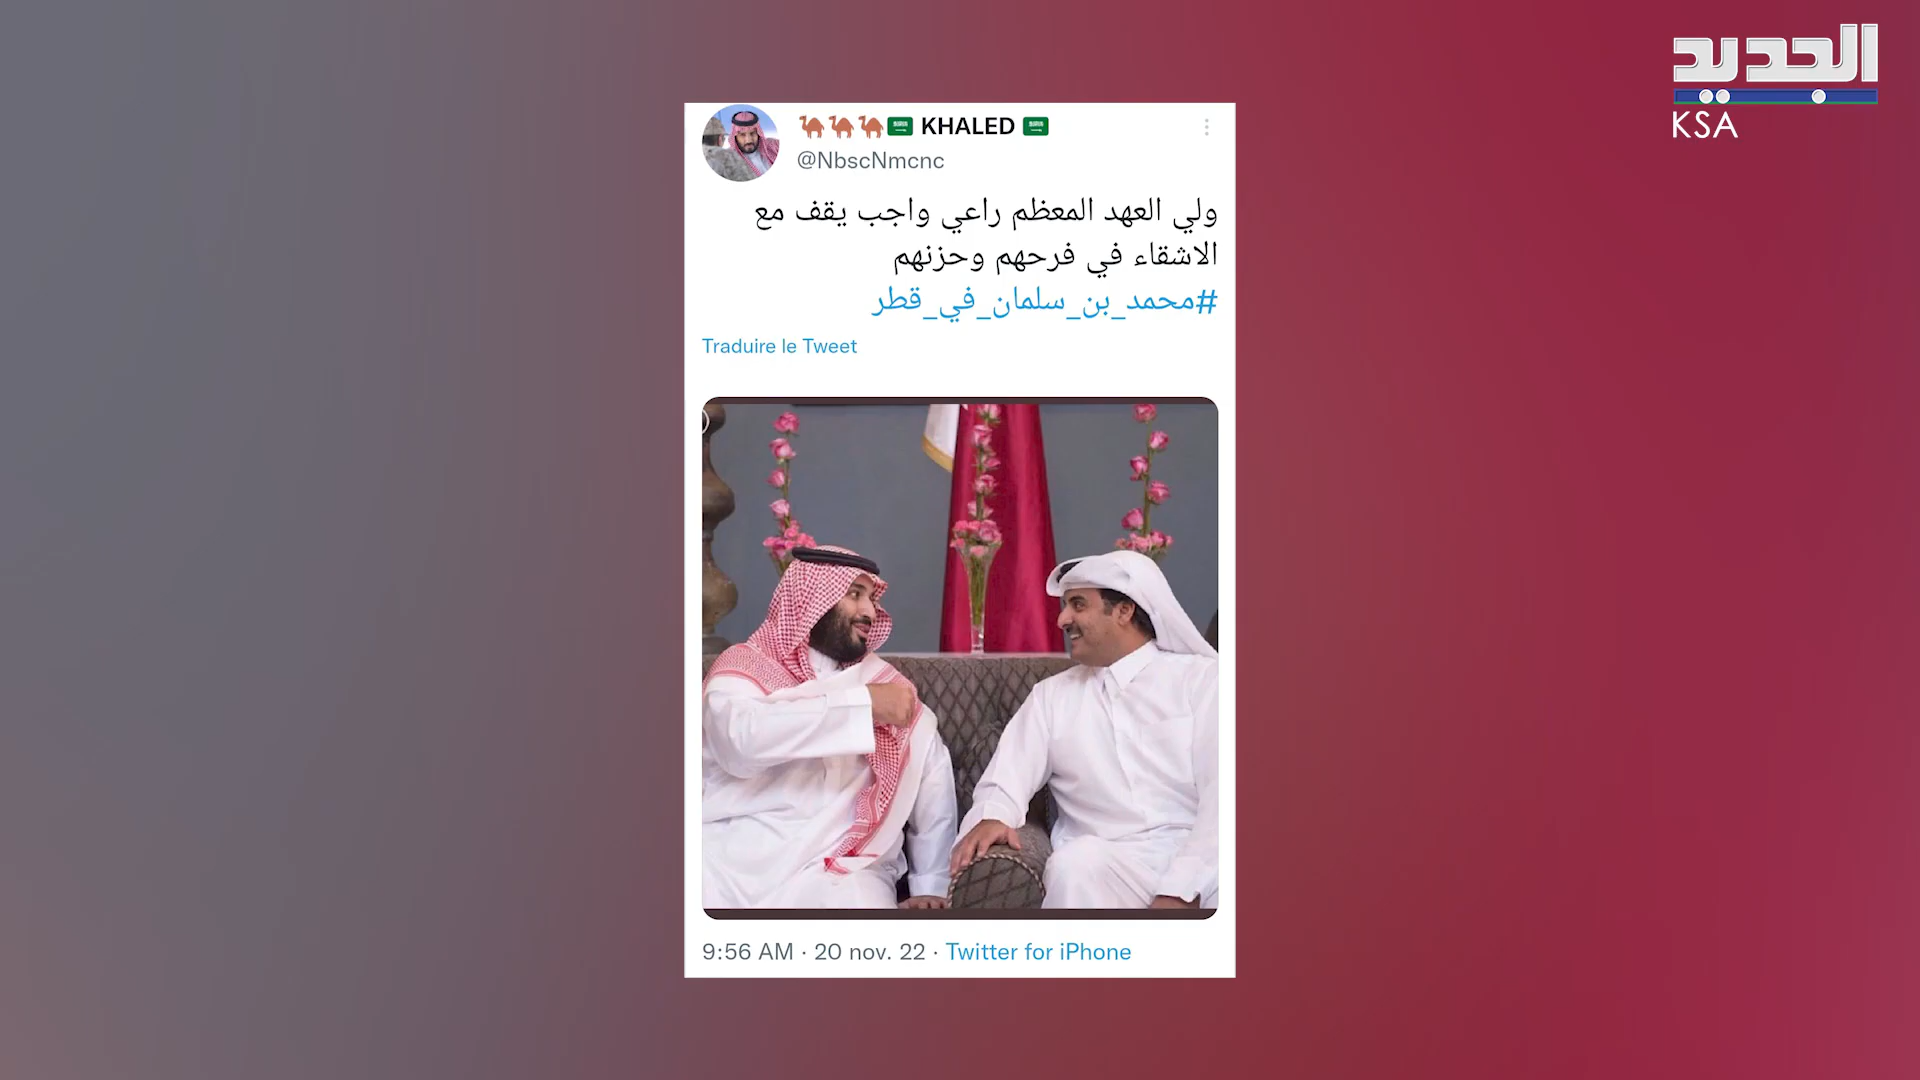 الجديد
KSA
KHALED
@NbscNmcnc
ولي العهد المعظم راعي واجب يقف مع
الاشقاء في فرحهم وحزنهم
#محمد_بن_سلمان_في_قطر
Traduire le Tweet
9:56 AM · 20 nov. 22 · Twitter for iPhone